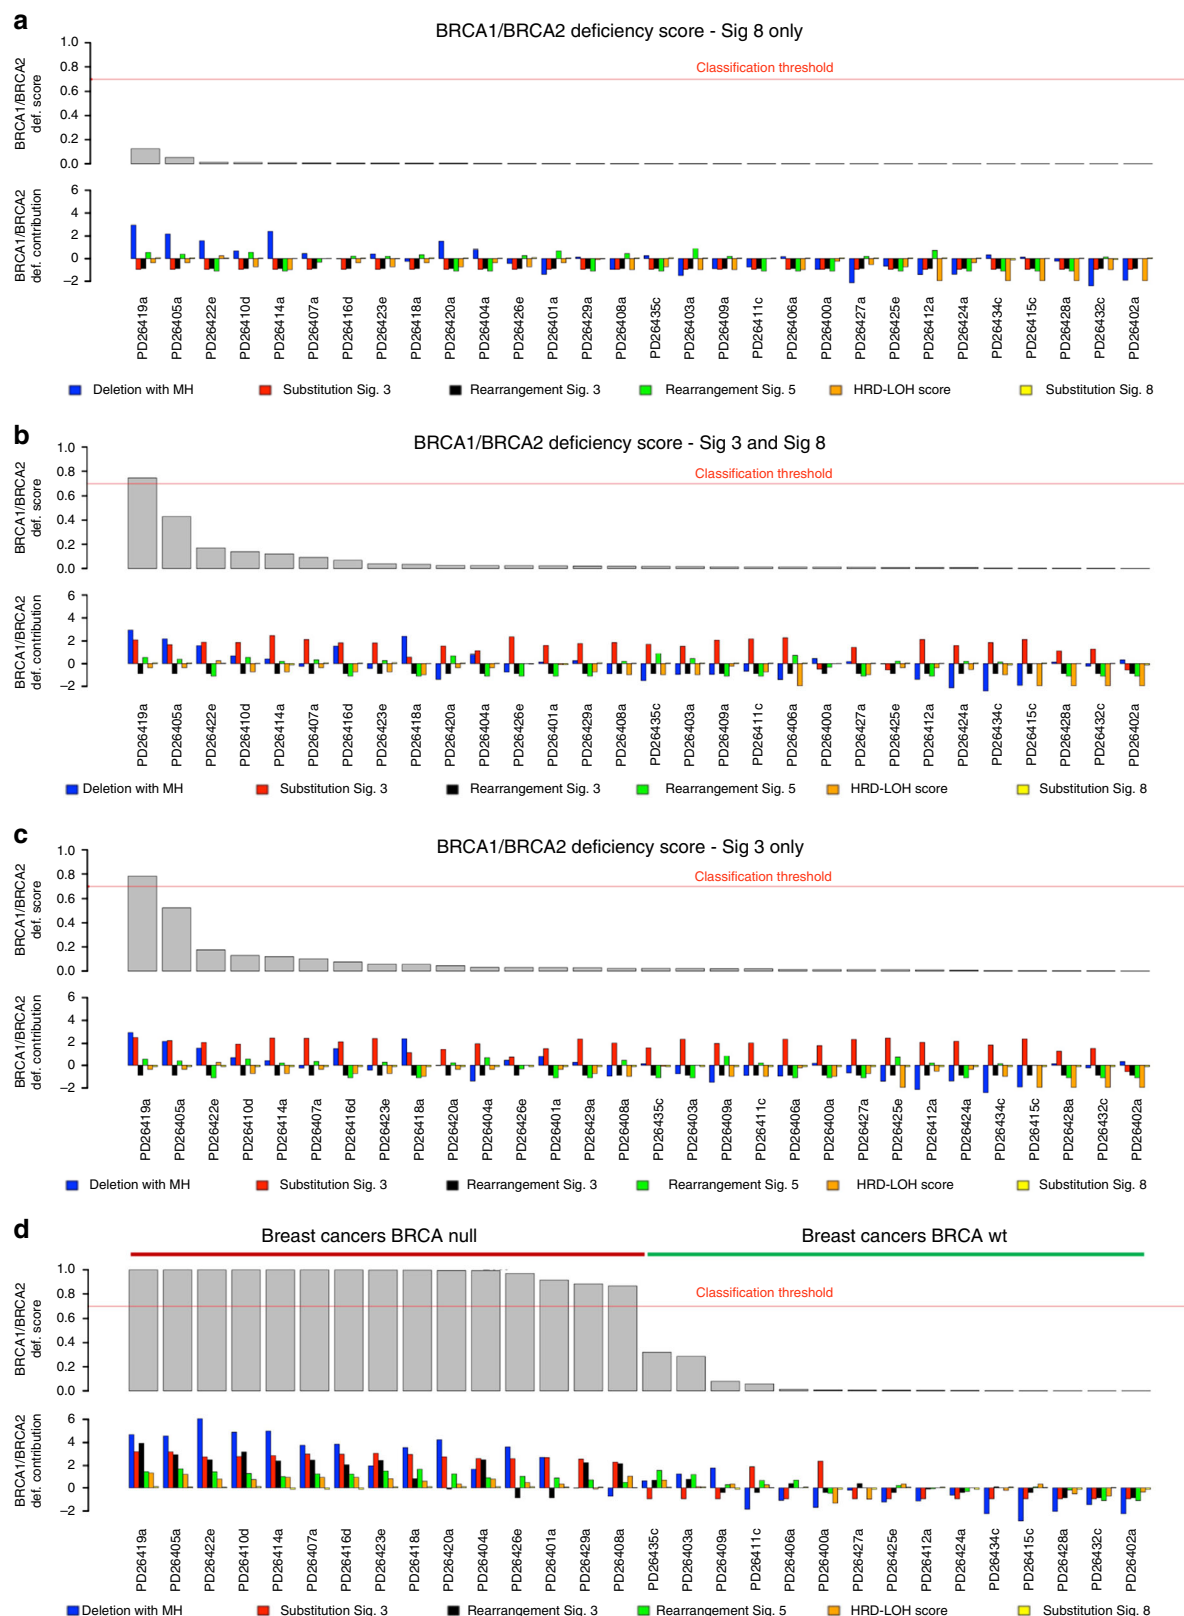 a
BRCA1/BRCA2 deficiency score - Sig 8 only
BRCA1/BRCA2
def. score
1.0
0.8
0.6
0.4
0.2
0.0
Classification threshold
BRCA1/BRCA2
def. contribution
6
4
2
0
−2
PD26419a
PD26405a
PD26422e
PD26410d
PD26414a
PD26407a
PD26416d
PD26423e
PD26418a
PD26420a
PD26404a
PD26426e
PD26401a
PD26429a
PD26408a
PD26435c
PD26403a
PD26409a
PD26411c
PD26406a
PD26400a
PD26427a
PD26425e
PD26412a
PD26424a
PD26434c
PD26415c
PD26428a
PD26432c
PD26402a
Deletion with MH Substitution Sig. 3 Rearrangement Sig. 3 Rearrangement Sig. 5 HRD-LOH score Substitution Sig. 8
b
BRCA1/BRCA2 deficiency score - Sig 3 and Sig 8
BRCA1/BRCA2
def. score
1.0
0.8
0.6
0.4
0.2
0.0
Classification threshold
BRCA1/BRCA2
def. contribution
6
4
2
0
−2
PD26419a
PD26405a
PD26422e
PD26410d
PD26414a
PD26407a
PD26416d
PD26423e
PD26418a
PD26420a
PD26404a
PD26426e
PD26401a
PD26429a
PD26408a
PD26435c
PD26403a
PD26409a
PD26411c
PD26406a
PD26400a
PD26427a
PD26425e
PD26412a
PD26424a
PD26434c
PD26415c
PD26428a
PD26432c
PD26402a
Deletion with MH Substitution Sig. 3 Rearrangement Sig. 3 Rearrangement Sig. 5 HRD-LOH score Substitution Sig. 8
c
BRCA1/BRCA2 deficiency score - Sig 3 only
BRCA1/BRCA2
def. score
1.0
0.8
0.6
0.4
0.2
0.0
Classification threshold
BRCA1/BRCA2
def. contribution
6
4
2
0
−2
PD26419a
PD26405a
PD26422e
PD26410d
PD26414a
PD26407a
PD26416d
PD26423e
PD26418a
PD26420a
PD26404a
PD26426e
PD26401a
PD26429a
PD26408a
PD26435c
PD26403a
PD26409a
PD26411c
PD26406a
PD26400a
PD26427a
PD26425e
PD26412a
PD26424a
PD26434c
PD26415c
PD26428a
PD26432c
PD26402a
Deletion with MH Substitution Sig. 3 Rearrangement Sig. 3 Rearrangement Sig. 5 HRD-LOH score Substitution Sig. 8
d
Breast cancers BRCA null Breast cancers BRCA wt
BRCA1/BRCA2
def. score
1.0
0.8
0.6
0.4
0.2
0.0
Classification threshold
BRCA1/BRCA2
def. contribution
6
4
2
0
−2
PD26419a
PD26405a
PD26422e
PD26410d
PD26414a
PD26407a
PD26416d
PD26423e
PD26418a
PD26420a
PD26404a
PD26426e
PD26401a
PD26429a
PD26408a
PD26435c
PD26403a
PD26409a
PD26411c
PD26406a
PD26400a
PD26427a
PD26425e
PD26412a
PD26424a
PD26434c
PD26415c
PD26428a
PD26432c
PD26402a
Deletion with MH Substitution Sig. 3 Rearrangement Sig. 3 Rearrangement Sig. 5 HRD-LOH score Substitution Sig. 8